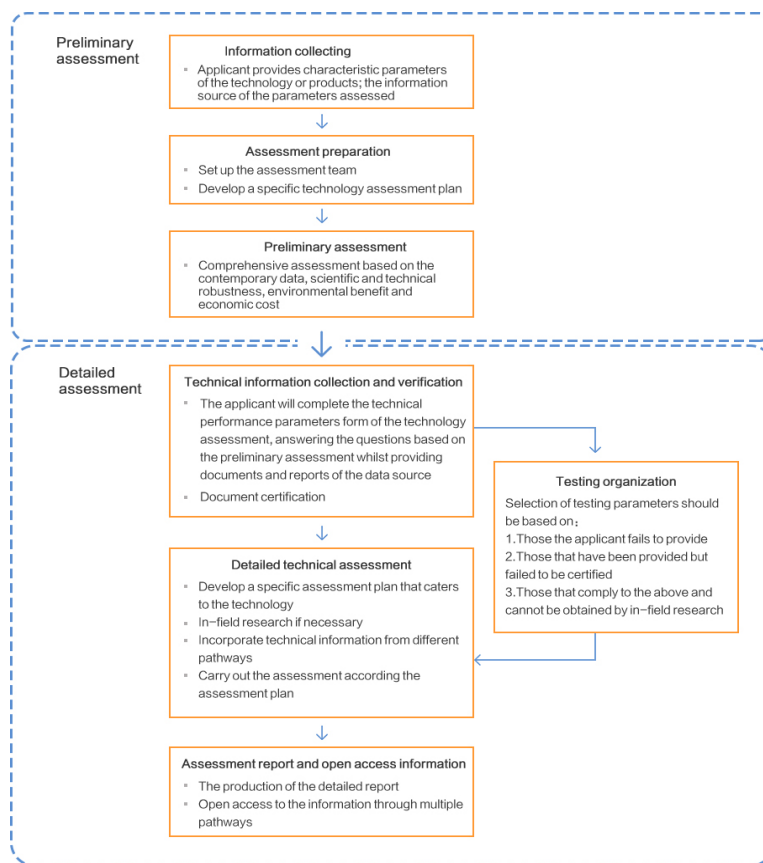 Preliminary
assessment
Information collecting
▫ Applicant provides characteristic parameters
of the technology or products; the information
source of the parameters assessed
Assessment preparation
▫ Set up the assessment team
▫ Develop a specific technology assessment plan
Preliminary assessment
▫ Comprehensive assessment based on the
contemporary data, scientific and technical
robustness, environmental benefit and
economic cost
Detailed
assessment
Technical information collection and verification
▫ The applicant will complete the technical
performance parameters form of the technology
assessment, answering the questions based on
the preliminary assessment whilst providing
documents and reports of the data source
▫ Document certification
Testing organization
Selection of testing parameters should
be based on:
1.Those the applicant fails to provide
2.Those that have been provided but
failed to be certified
3.Those that comply to the above and
cannot be obtained by in-field research
Detailed technical assessment
▫ Develop a specific assessment plan that caters
to the technology
▫ In-field research if necessary
▫ Incorporate technical information from different
pathways
▫ Carry out the assessment according the
assessment plan
Assessment report and open access information
▫ The production of the detailed report
▫ Open access to the information through multiple
pathways